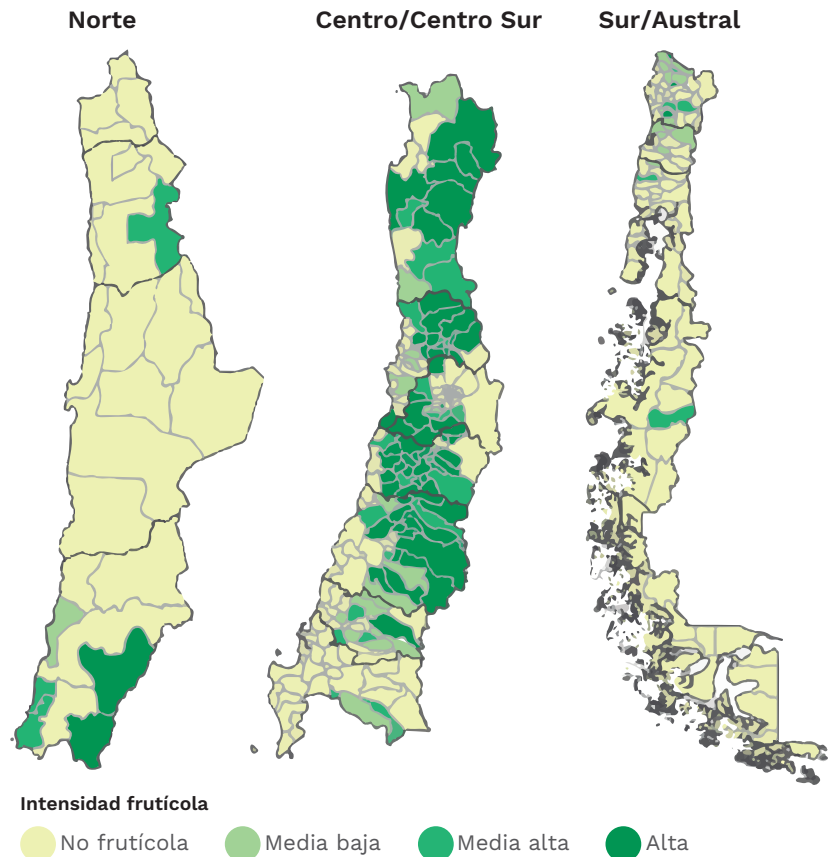 Norte
Centro/Centro Sur
Sur/Austral
Intensidad frutícola
No frutícola
Media baja
Media alta
Alta